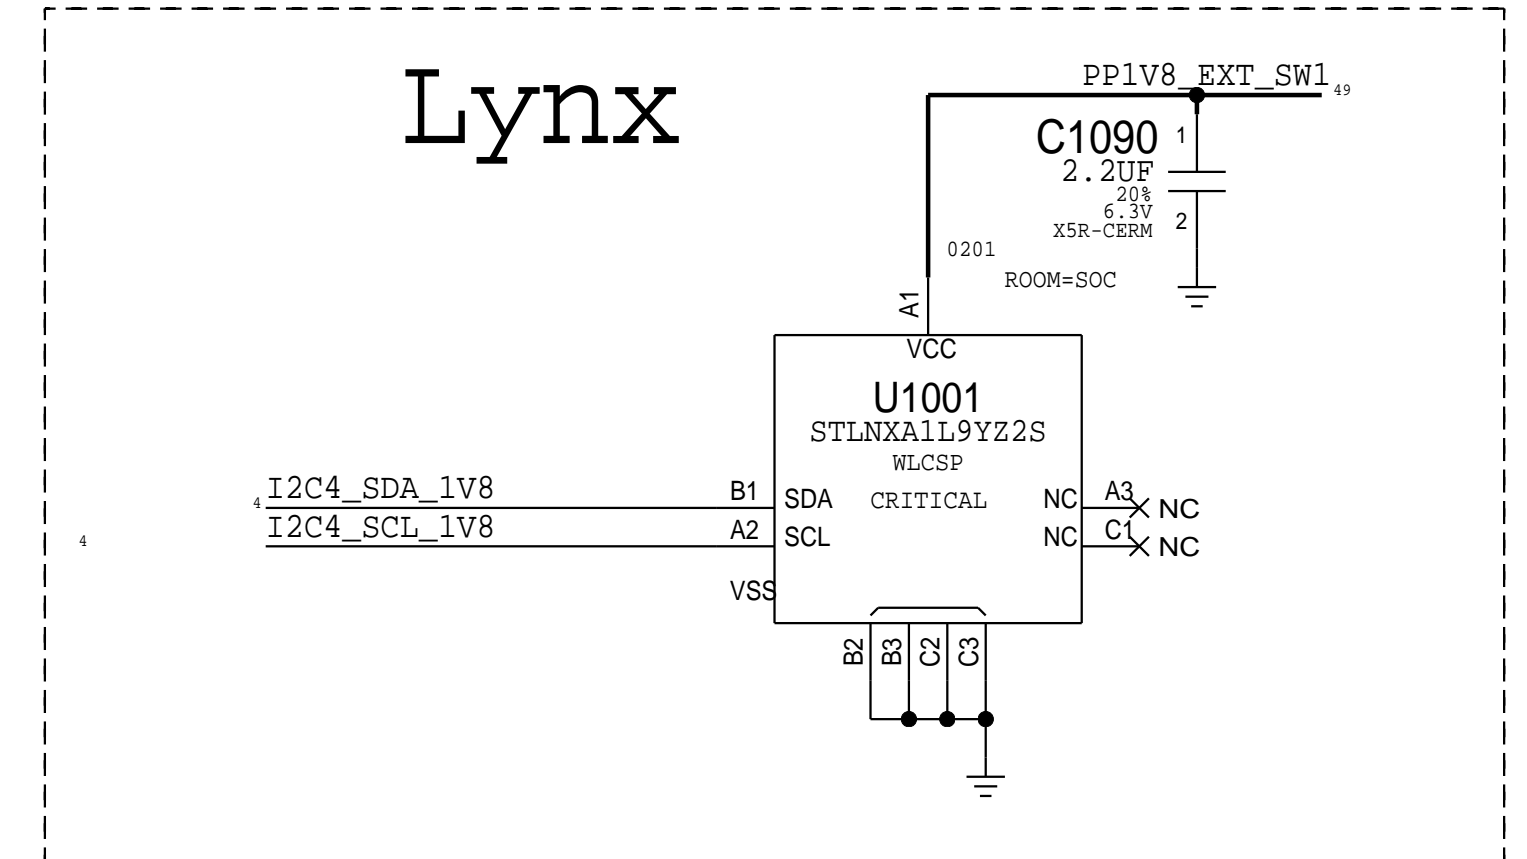 Lynx
PP1V8_EXT_SW1 49
C1090
1
2.2UF
20%
6.3V
X5R-CERM
2
0201
ROOM=SOC
A1
VCC
U1001
STLNXA1L9YZ2S
WLCSP
CRITICAL
4 I2C4_SDA_1V8 B1 SDA NC A3 NC
4 I2C4_SCL_1V8 A2 SCL NC C1 NC
VSS
B2 B3 C2 C3